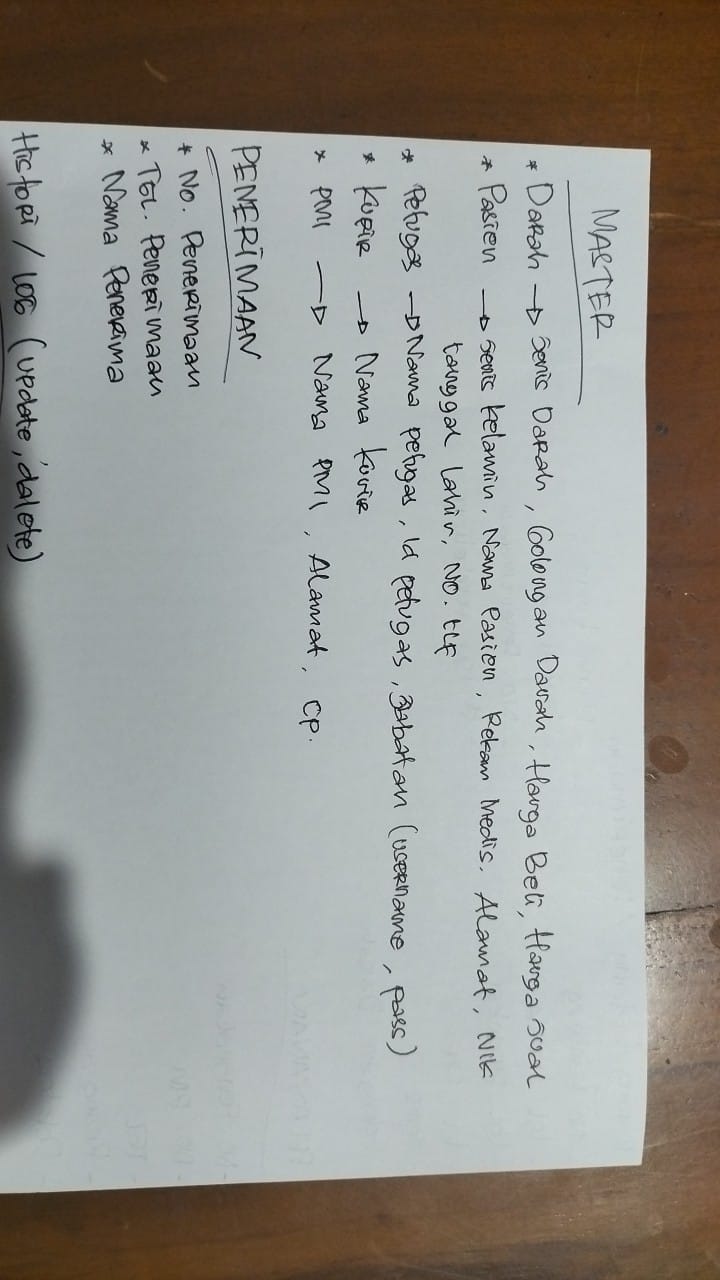 MASTER
* Darah → Jenis Darah, Golongan Darah, Harga Beli, Harga Jual
* Pasien → Jenis kelamin, Nama Pasien, Rekam Medis. Alamat, NIK
tanggal Lahir, NO. tlf
* Petugas → Nama petugas, Id petugas, Jabatan (username, pass)
* Kurir → Nama Kurir
* PMI → Nama PMI, Alamat, CP.
PENERIMAAN
* No. Penerimaan
* TGL. Penerimaan
* Nama Penerima
Histori / LOG (update, dalete)